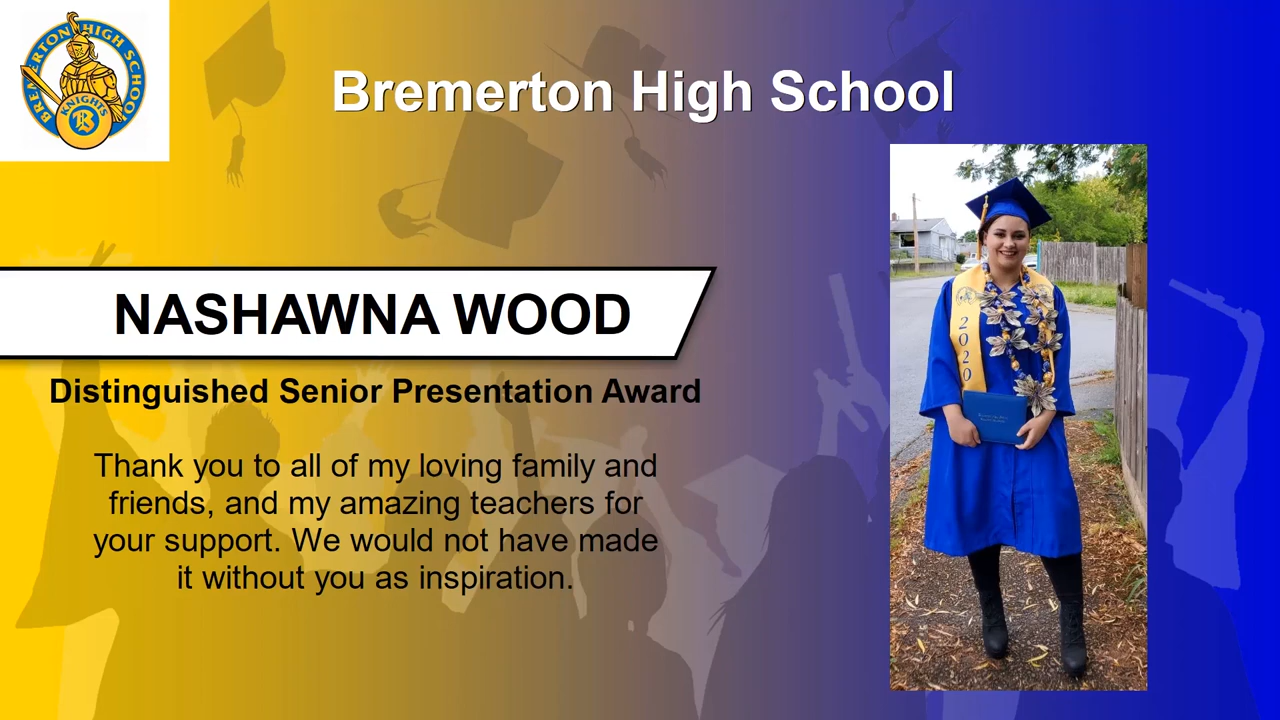 BREMERTON HIGH SCHOOL
KNIGHTS
B
Bremerton High School
NASHAWNA WOOD
Distinguished Senior Presentation Award
Thank you to all of my loving family and
friends, and my amazing teachers for
your support. We would not have made
it without you as inspiration.
2020